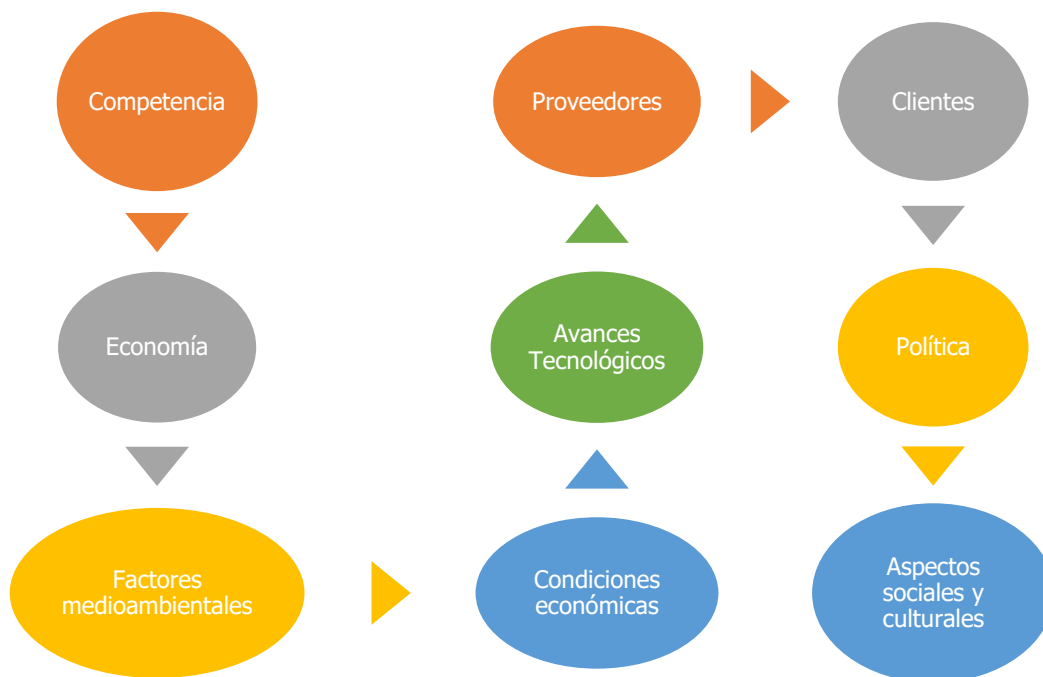 Competencia
Economía
Factores
medioambientales
Condiciones
económicas
Avances
Tecnológicos
Proveedores
Clientes
Política
Aspectos
sociales y
culturales